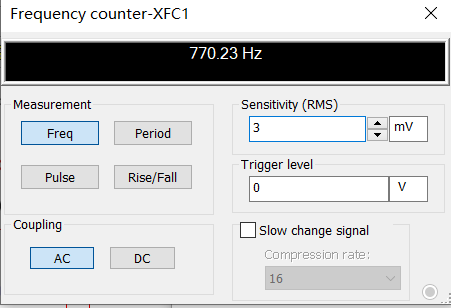 Frequency counter-XFC1
770.23 Hz
Measurement
Freq
Period
Pulse
Rise/Fall
Coupling
AC
DC
Sensitivity (RMS)
3
mV
Trigger level
0
V
Slow change signal
Compression rate:
16